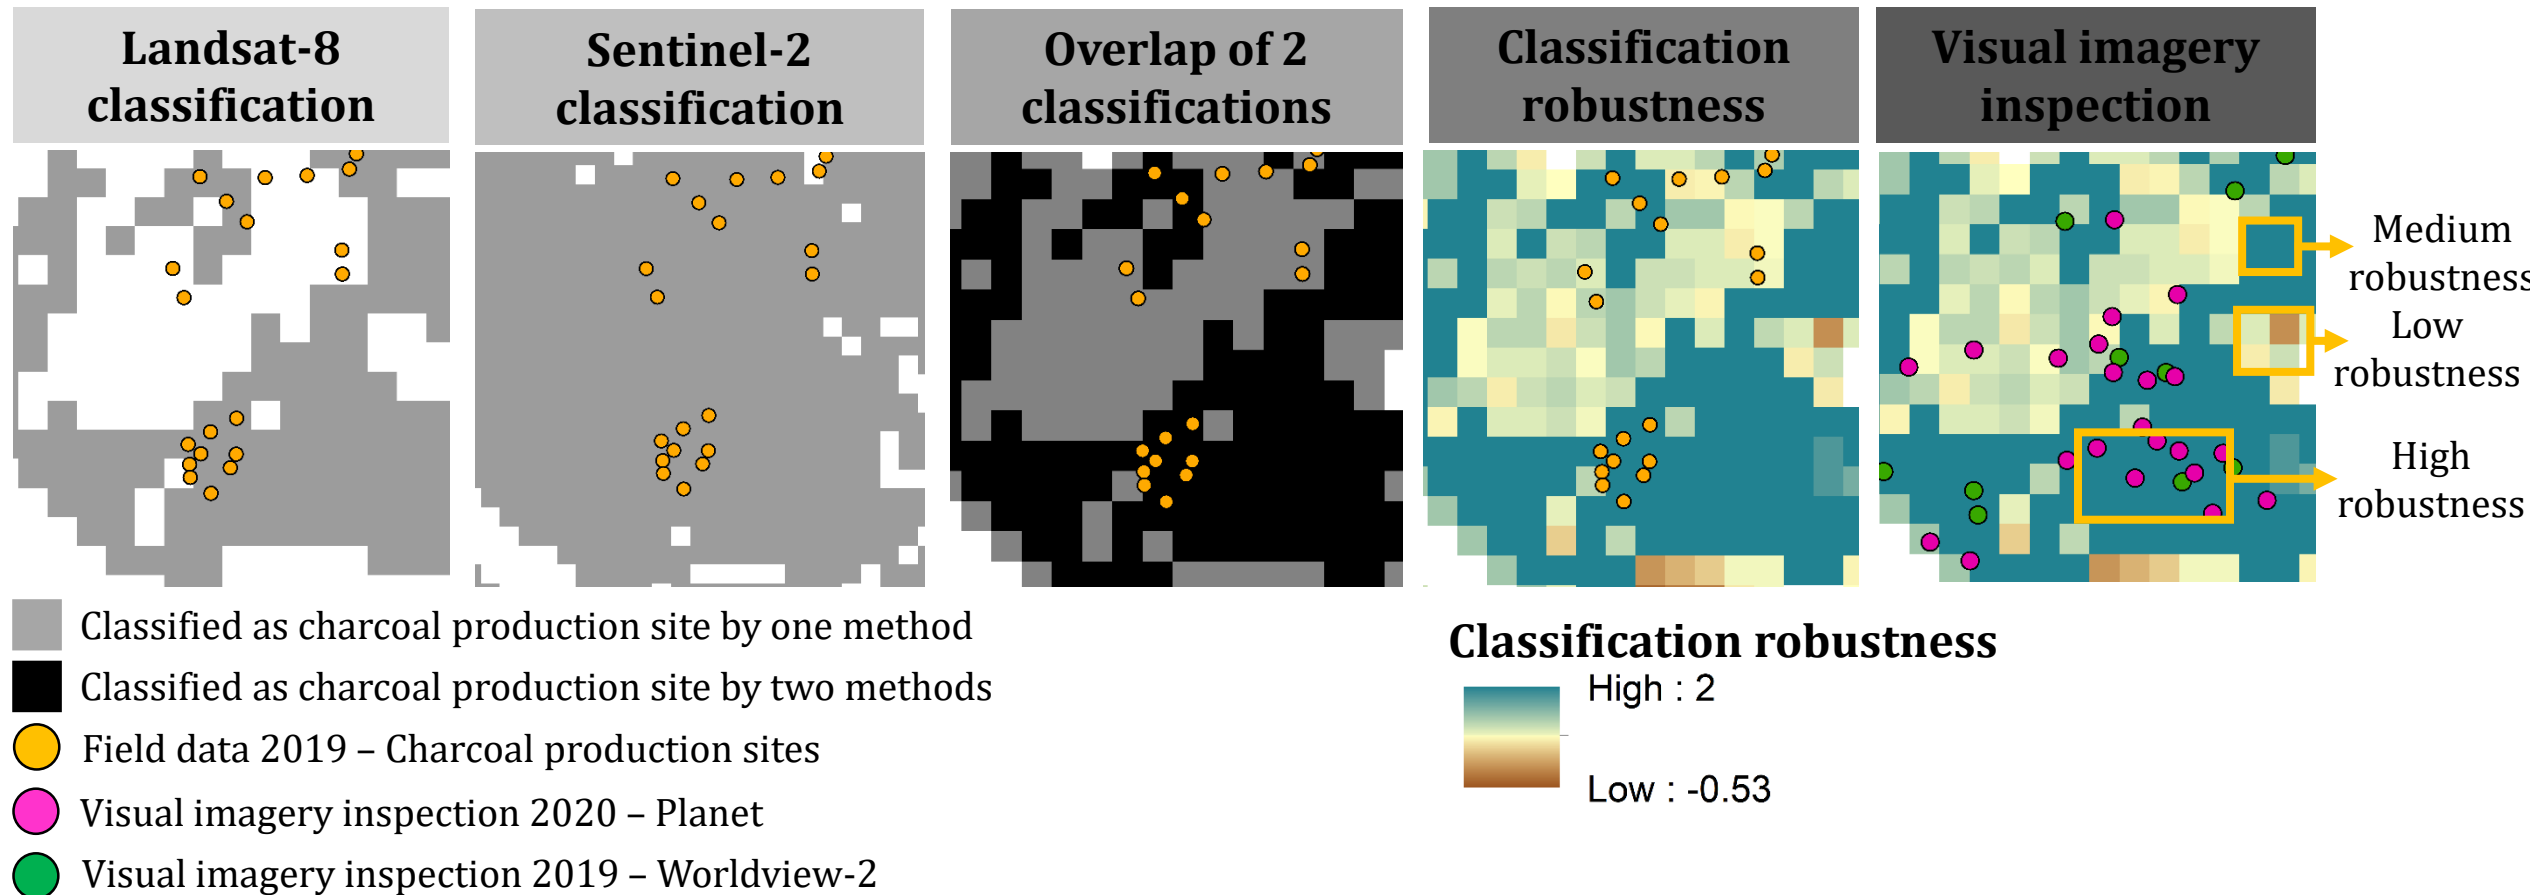 Landsat-8
classification
Sentinel-2
classification
Overlap of 2
classifications
Classification
robustness
Visual imagery
inspection
Medium
robustness
Low
robustness
High
robustness
Classified as charcoal production site by one method
Classified as charcoal production site by two methods
Field data 2019 – Charcoal production sites
Visual imagery inspection 2020 – Planet
Visual imagery inspection 2019 – Worldview-2
Classification robustness
High : 2
Low : -0.53